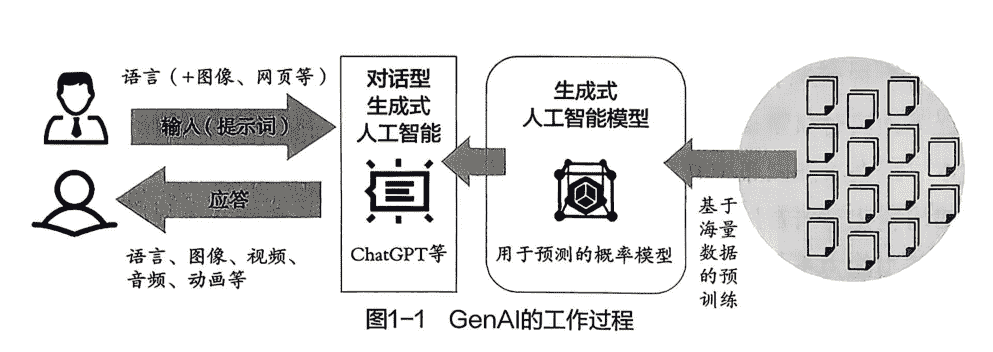 语言（+图像、网页等）
输入（提示词）
应答
语言、图像、视频、
音频、动画等
对话型
生成式
人工智能
ChatGPT等
生成式
人工智能模型
用于预测的概率模型
基于
海量
数据
的预
训练
图1-1 GenAI的工作过程